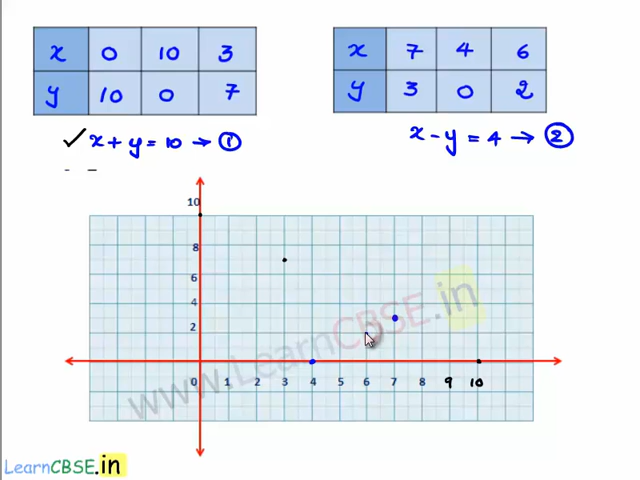 x 0 10 3
y 10 0 7
✓ x + y = 10 → ①
x 7 4 6
y 3 0 2
x - y = 4 → ②
10
8
6
4
2
0 1 2 3 4 5 6 7 8 9 10
www.LearnCBSE.in
LearnCBSE.in